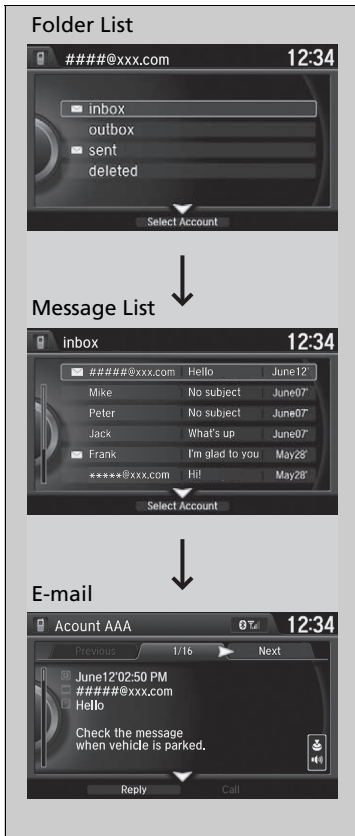 Folder List
####@xxx.com 12:34
inbox
outbox
sent
deleted
Select Account
Message List
inbox 12:34
#####@xxx.com Hello June12'
Mike No subject June07'
Peter No subject June07'
Jack What's up June07'
Frank I'm glad to you May28'
*****@xxx.com Hi! May28'
Select Account
E-mail
Acount AAA 12:34
Previous 1/16 Next
June12'02:50 PM
#####@xxx.com
Hello
Check the message
when vehicle is parked.
Reply Call